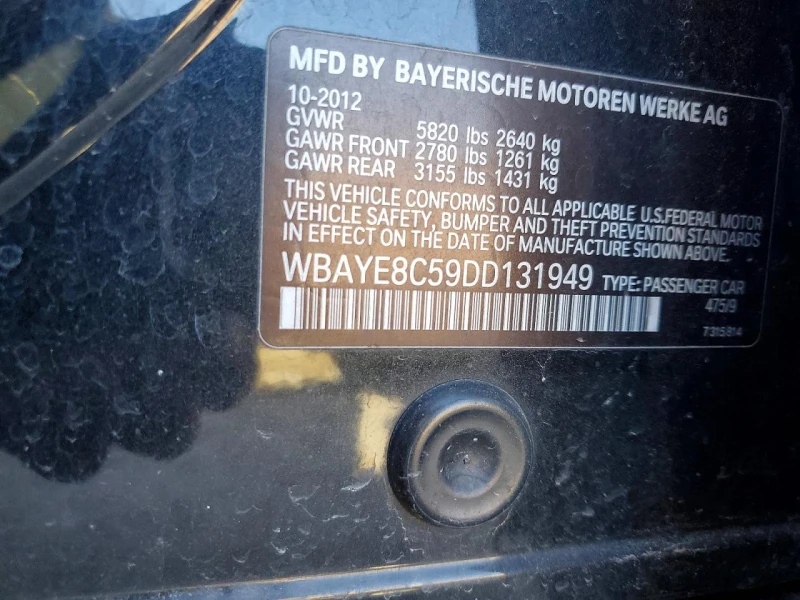 MFD BY BAYERISCHE MOTOREN WERKE AG
10-2012
GVWR 5820 lbs 2640 kg
GAWR FRONT 2780 lbs 1261 kg
GAWR REAR 3155 lbs 1431 kg
THIS VEHICLE CONFORMS TO ALL APPLICABLE U.S.FEDERAL MOTOR
VEHICLE SAFETY, BUMPER AND THEFT PREVENTION STANDARDS
IN EFFECT ON THE DATE OF MANUFACTURE SHOWN ABOVE.
WBAYE8C59DD131949 TYPE: PASSENGER CAR
475/9
7315814